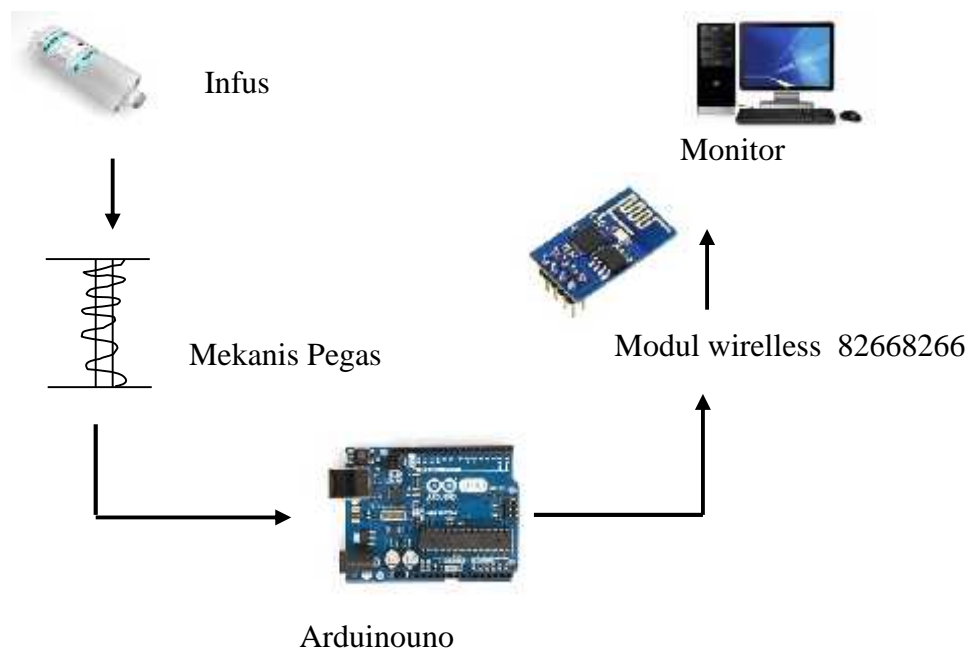 Infus
Monitor
Mekanis Pegas
Modul wirelless 82668266
Arduinouno